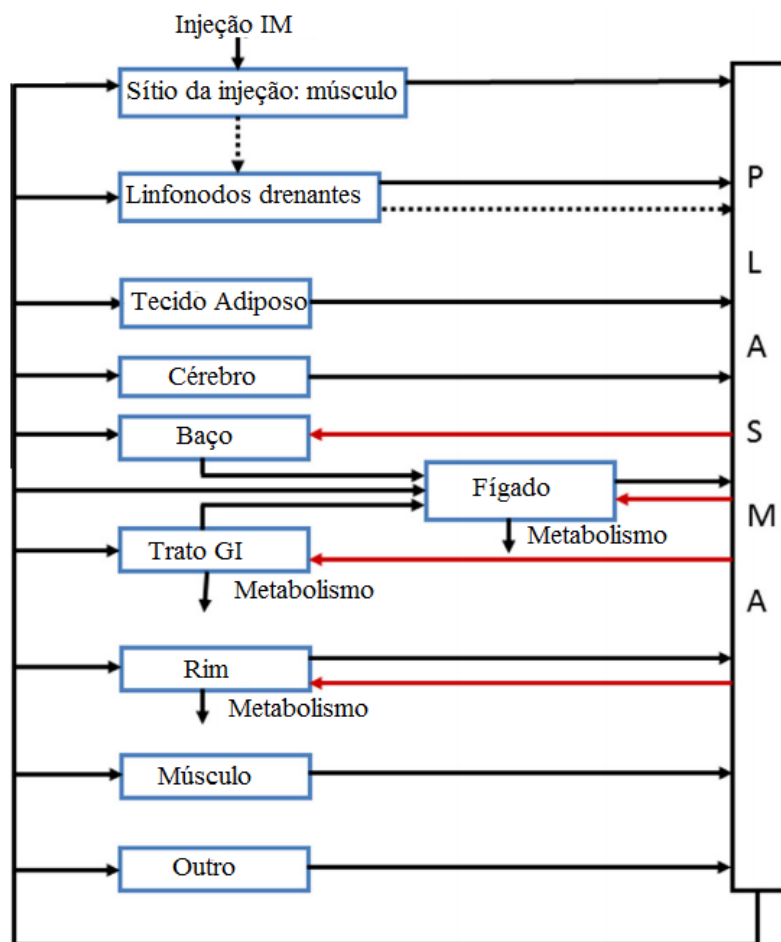 Injeção IM
Sítio da injeção: músculo
Linfonodos drenantes
Tecido Adiposo
Cérebro
Baço
Fígado
Metabolismo
Trato GI
Metabolismo
Rim
Metabolismo
Músculo
Outro
P
L
A
S
M
A